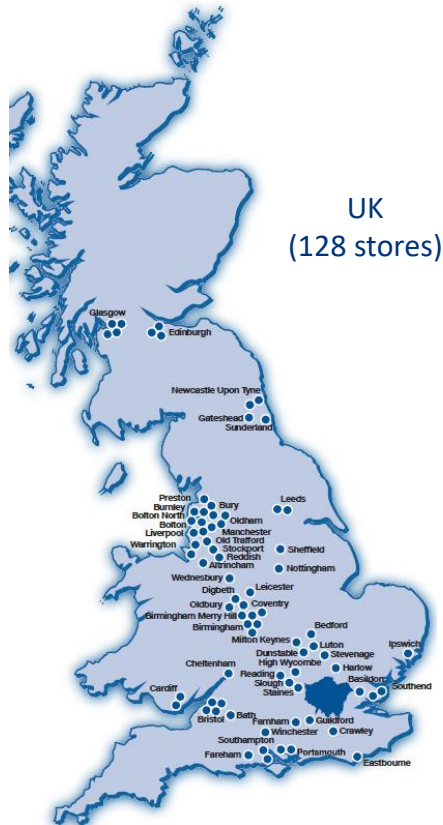 UK
(128 stores)
Glasgow
Edinburgh
Newcastle Upon Tyne
Gateshead
Sunderland
Preston
Burnley
Bury
Leeds
Bolton North
Bolton
Oldham
Liverpool
Manchester
Warrington
Old Trafford
Stockport
Sheffield
Reddish
Altrincham
Nottingham
Wednesbury
Digbeth
Leicester
Oldbury
Coventry
Birmingham Merry Hill
Birmingham
Bedford
Milton Keynes
Luton
Dunstable
Stevenage
Ipswich
High Wycombe
Harlow
Cheltenham
Reading
Basildon
Slough
Southend
Staines
Cardiff
Bristol
Bath
Farnham
Guildford
Winchester
Crawley
Southampton
Portsmouth
Fareham
Eastbourne